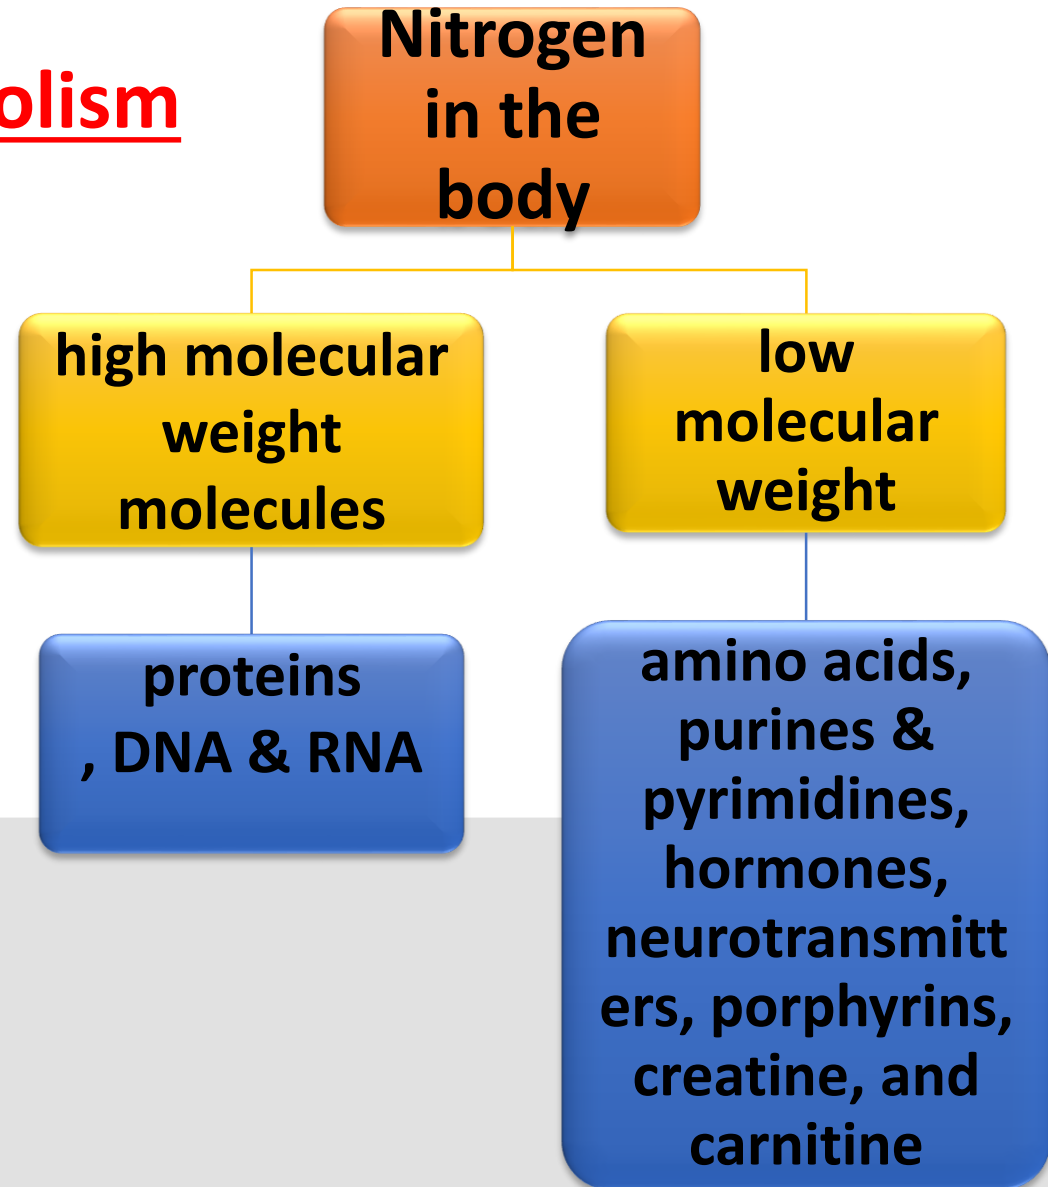 olism
Nitrogen
in the
body
high molecular
weight
molecules
low
molecular
weight
proteins
, DNA & RNA
amino acids,
purines &
pyrimidines,
hormones,
neurotransmitt
ers, porphyrins,
creatine, and
carnitine